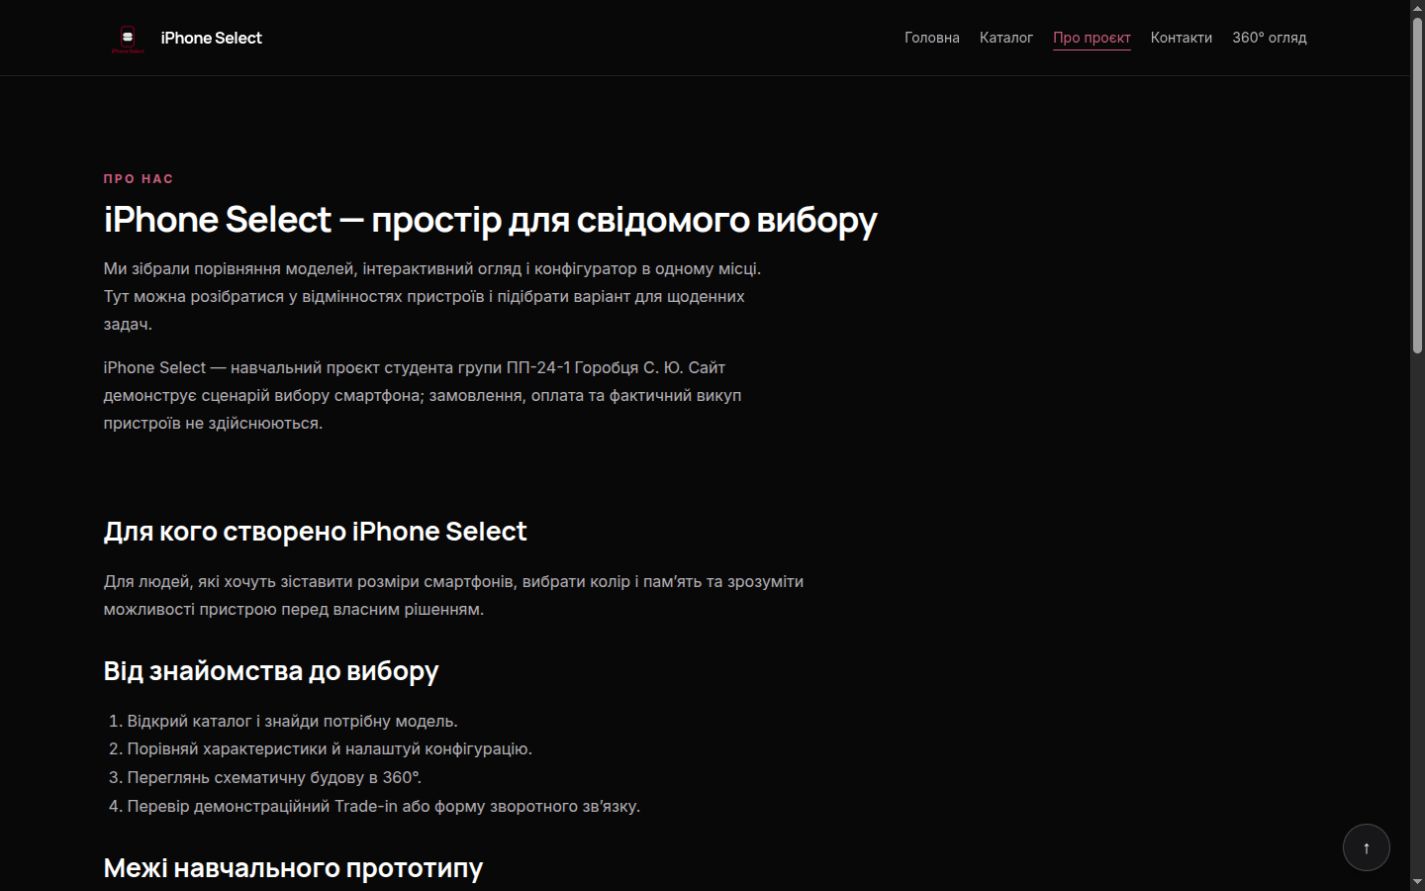 iPhone Select
Головна
Каталог
Про проєкт
Контакти
360° огляд
ПРО НАС
iPhone Select — простір для свідомого вибору
Ми зібрали порівняння моделей, інтерактивний огляд і конфігуратор в одному місці.
Тут можна розібратися у відмінностях пристроїв і підібрати варіант для щоденних
задач.
iPhone Select — навчальний проєкт студента групи ПП-24-1 Горобця С. Ю. Сайт
демонструє сценарій вибору смартфона; замовлення, оплата та фактичний викуп
пристроїв не здійснюються.
Для кого створено iPhone Select
Для людей, які хочуть зіставити розміри смартфонів, вибрати колір і пам’ять та зрозуміти
можливості пристрою перед власним рішенням.
Від знайомства до вибору
1. Відкрий каталог і знайди потрібну модель.
2. Порівняй характеристики й налаштуй конфігурацію.
3. Переглянь схематичну будову в 360°.
4. Перевір демонстраційний Trade-in або форму зворотного зв’язку.
Межі навчального прототипу
↑